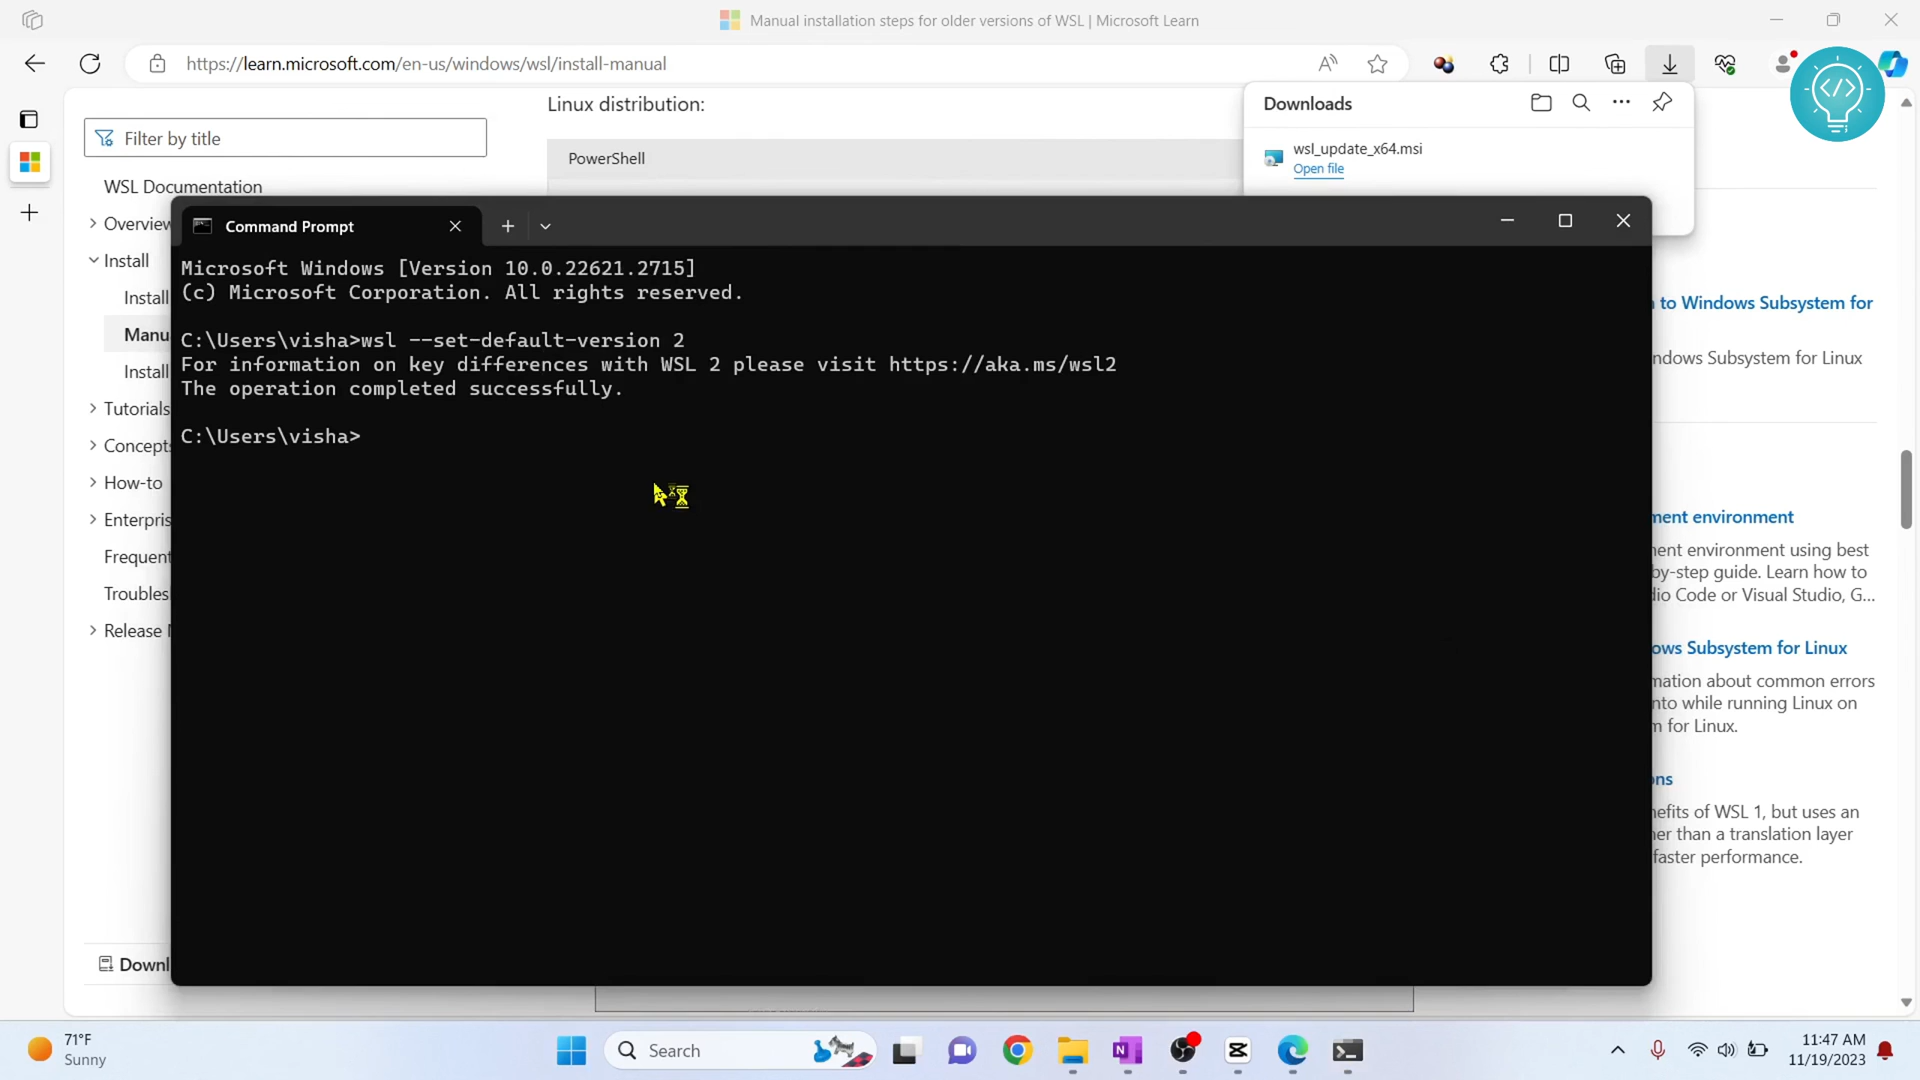 Manual installation steps for older versions of WSL | Microsoft Learn
https://learn.microsoft.com/en-us/windows/wsl/install-manual
Filter by title
WSL Documentation
Overview
Install
Install
Manu
Install
Tutorials
Concepts
How-to
Enterpris
Frequent
Troubles
Release
Downl
Linux distribution:
PowerShell
Downloads
wsl_update_x64.msi
Open file
Command Prompt
Microsoft Windows [Version 10.0.22621.2715]
(c) Microsoft Corporation. All rights reserved.
C:\Users\visha>wsl --set-default-version 2
For information on key differences with WSL 2 please visit https://aka.ms/wsl2
The operation completed successfully.
C:\Users\visha>
to Windows Subsystem for
ndows Subsystem for Linux
ment environment
ent environment using best
by-step guide. Learn how to
dio Code or Visual Studio, G...
ows Subsystem for Linux
mation about common errors
nto while running Linux on
m for Linux.
ons
nefits of WSL 1, but uses an
her than a translation layer
faster performance.
71°F
Sunny
Search
11:47 AM
11/19/2023